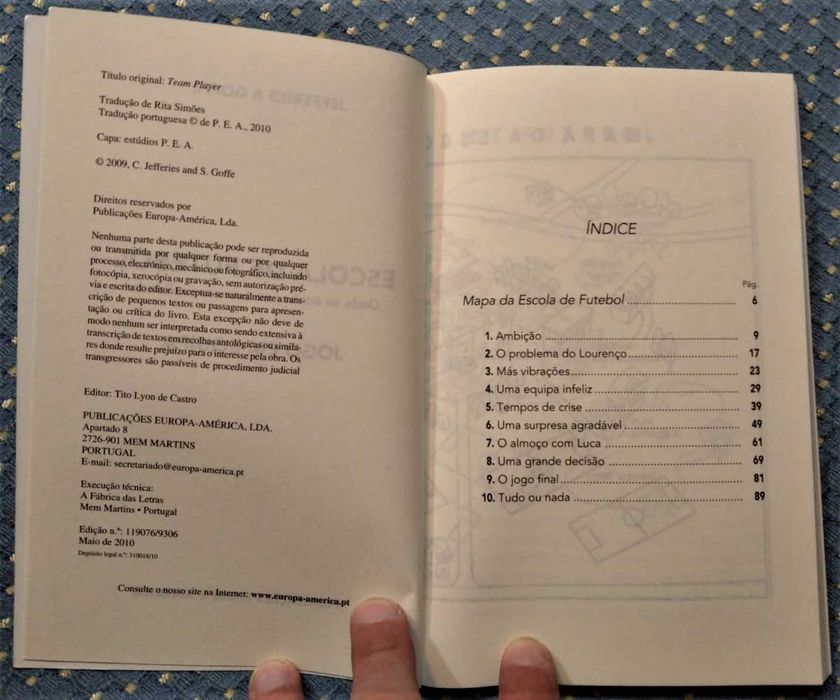 Título original: Team Player
Tradução de Rita Simões
Tradução portuguesa © de P. E. A., 2010
Capa: estúdios P. E. A.
© 2009, C. Jefferies and S. Goffe
Direitos reservados por
Publicações Europa-América, Lda.
Nenhuma parte desta publicação pode ser reproduzida
ou transmitida por qualquer forma ou por qualquer
processo, electrónico, mecânico ou fotográfico, incluindo
fotocópia, xerocópia ou gravação, sem autorização pré-
via e escrita do editor. Exceptua-se naturalmente a trans-
crição de pequenos textos ou passagens para apresen-
tação ou crítica do livro. Esta excepção não deve de
modo nenhum ser interpretada como sendo extensiva à
transcrição de textos em recolhas antológicas ou simila-
res donde resulte prejuízo para o interesse pela obra. Os
transgressores são passíveis de procedimento judicial
Editor: Tito Lyon de Castro
PUBLICAÇÕES EUROPA-AMÉRICA, LDA.
Apartado 8
2726-901 MEM MARTINS
PORTUGAL
E-mail: secretariado@europa-america.pt
Execução técnica:
A Fábrica das Letras
Mem Martins • Portugal
Edição n.º: 119076/9306
Maio de 2010
Depósito legal n.º: 310018/10
Consulte o nosso site na Internet: www.europa-america.pt
ÍNDICE
Pág.
Mapa da Escola de Futebol 6
1. Ambição 9
2. O problema do Lourenço 17
3. Más vibrações 23
4. Uma equipa infeliz 29
5. Tempos de crise 39
6. Uma surpresa agradável 49
7. O almoço com Luca 61
8. Uma grande decisão 69
9. O jogo final 81
10. Tudo ou nada 89